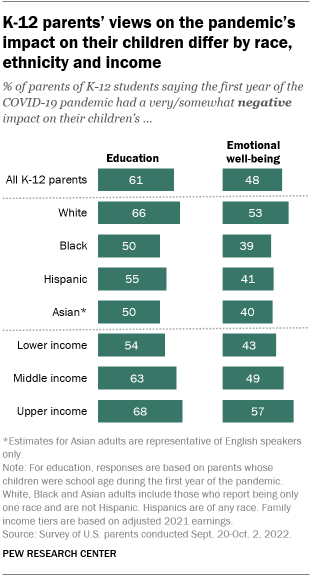 K-12 parents' views on the pandemic's
impact on their children differ by race,
ethnicity and income
% of parents of K-12 students saying the first year of the
COVID-19 pandemic had a very/somewhat negative
impact on their children's ...
Education
Emotional
well-being
All K-12 parents 61 48
White 66 53
Black 50 39
Hispanic 55 41
Asian* 50 40
Lower income 54 43
Middle income 63 49
Upper income 68 57
*Estimates for Asian adults are representative of English speakers
only.
Note: For education, responses are based on parents whose
children were school age during the first year of the pandemic.
White, Black and Asian adults include those who report being only
one race and are not Hispanic. Hispanics are of any race. Family
income tiers are based on adjusted 2021 earnings.
Source: Survey of U.S. parents conducted Sept. 20-Oct. 2, 2022.
PEW RESEARCH CENTER